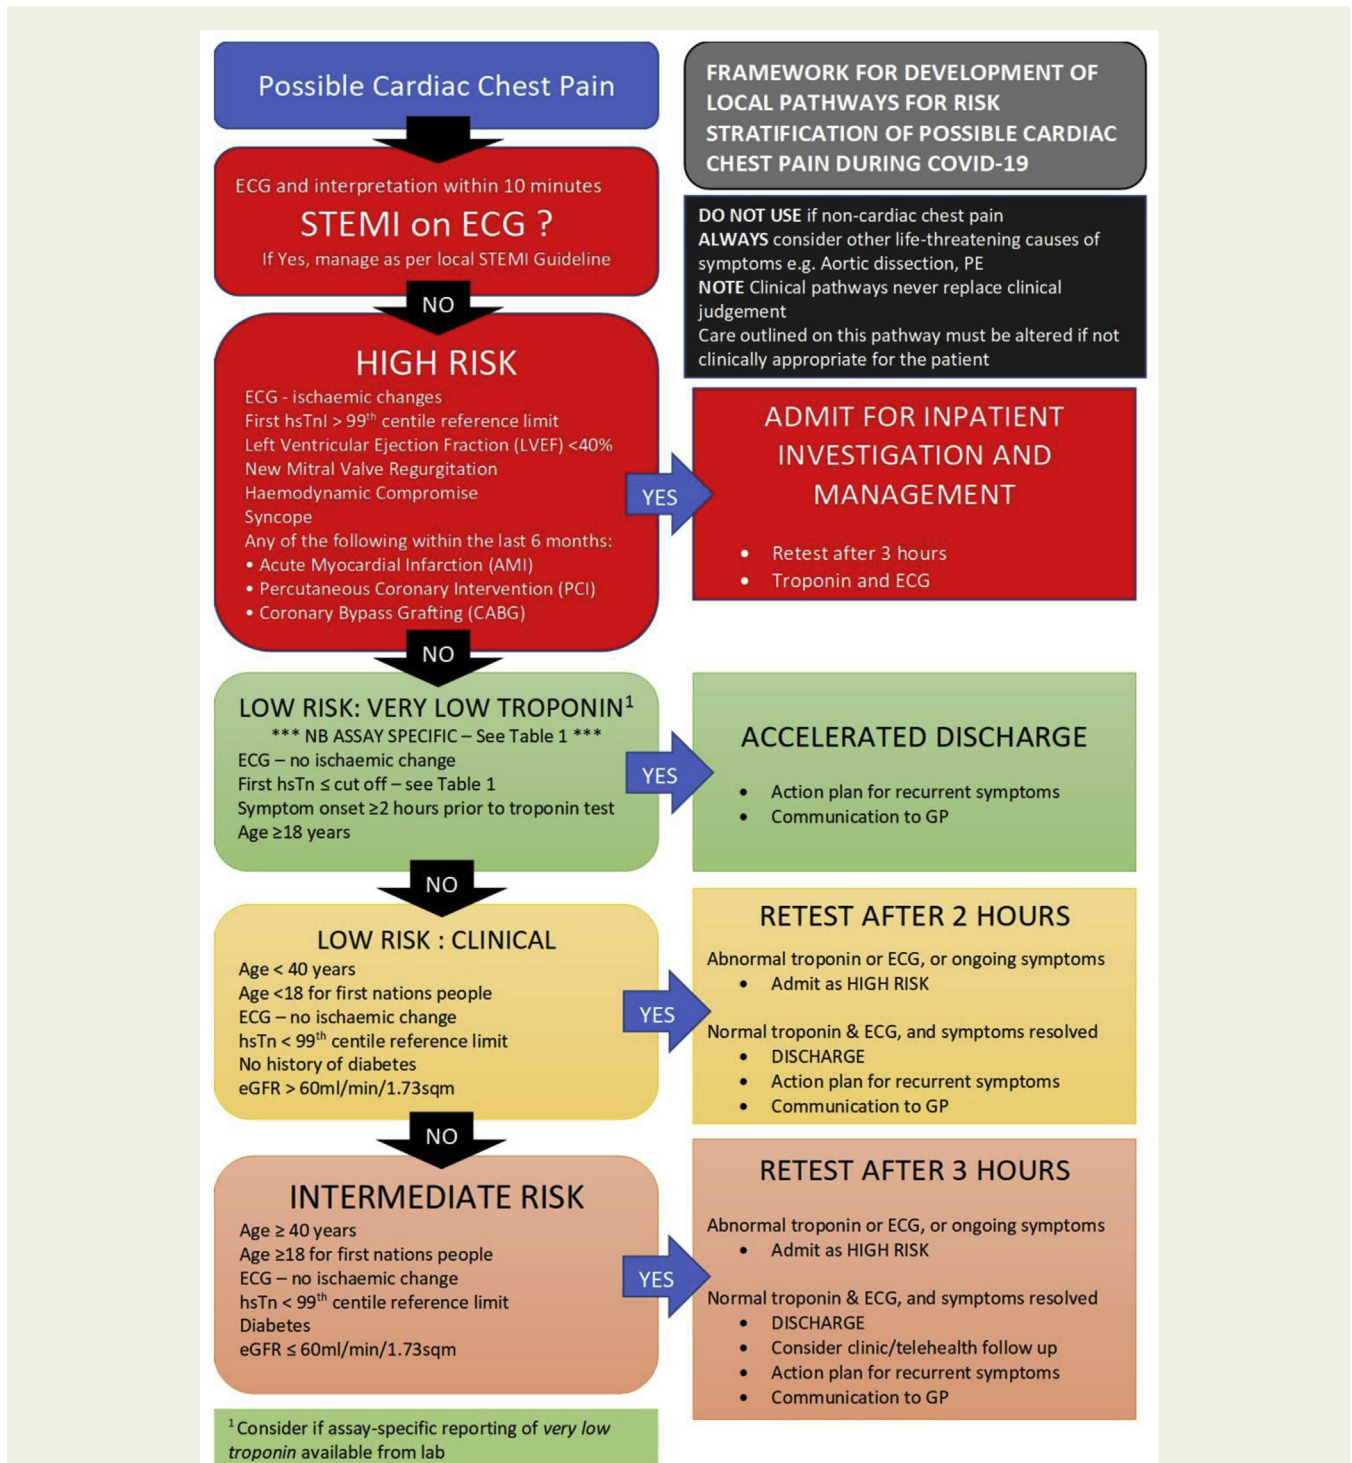 Possible Cardiac Chest Pain
FRAMEWORK FOR DEVELOPMENT OF
LOCAL PATHWAYS FOR RISK
STRATIFICATION OF POSSIBLE CARDIAC
CHEST PAIN DURING COVID-19
ECG and interpretation within 10 minutes
STEMI on ECG ?
If Yes, manage as per local STEMI Guideline
DO NOT USE if non-cardiac chest pain
ALWAYS consider other life-threatening causes of
symptoms e.g. Aortic dissection, PE
NOTE Clinical pathways never replace clinical
judgement
Care outlined on this pathway must be altered if not
clinically appropriate for the patient
NO
HIGH RISK
ECG - ischaemic changes
First hsTnI > 99th centile reference limit
Left Ventricular Ejection Fraction (LVEF) <40%
New Mitral Valve Regurgitation
Haemodynamic Compromise
Syncope
Any of the following within the last 6 months:
• Acute Myocardial Infarction (AMI)
• Percutaneous Coronary Intervention (PCI)
• Coronary Bypass Grafting (CABG)
YES
ADMIT FOR INPATIENT
INVESTIGATION AND
MANAGEMENT
• Retest after 3 hours
• Troponin and ECG
NO
LOW RISK: VERY LOW TROPONIN1
*** NB ASSAY SPECIFIC – See Table 1 ***
ECG – no ischaemic change
First hsTn ≤ cut off – see Table 1
Symptom onset ≥2 hours prior to troponin test
Age ≥18 years
YES
ACCELERATED DISCHARGE
• Action plan for recurrent symptoms
• Communication to GP
NO
LOW RISK : CLINICAL
Age < 40 years
Age <18 for first nations people
ECG – no ischaemic change
hsTn < 99th centile reference limit
No history of diabetes
eGFR > 60ml/min/1.73sqm
YES
RETEST AFTER 2 HOURS
Abnormal troponin or ECG, or ongoing symptoms
• Admit as HIGH RISK
Normal troponin & ECG, and symptoms resolved
• DISCHARGE
• Action plan for recurrent symptoms
• Communication to GP
NO
INTERMEDIATE RISK
Age ≥ 40 years
Age ≥18 for first nations people
ECG – no ischaemic change
hsTn < 99th centile reference limit
Diabetes
eGFR ≤ 60ml/min/1.73sqm
YES
RETEST AFTER 3 HOURS
Abnormal troponin or ECG, or ongoing symptoms
• Admit as HIGH RISK
Normal troponin & ECG, and symptoms resolved
• DISCHARGE
• Consider clinic/telehealth follow up
• Action plan for recurrent symptoms
• Communication to GP
1 Consider if assay-specific reporting of very low
troponin available from lab